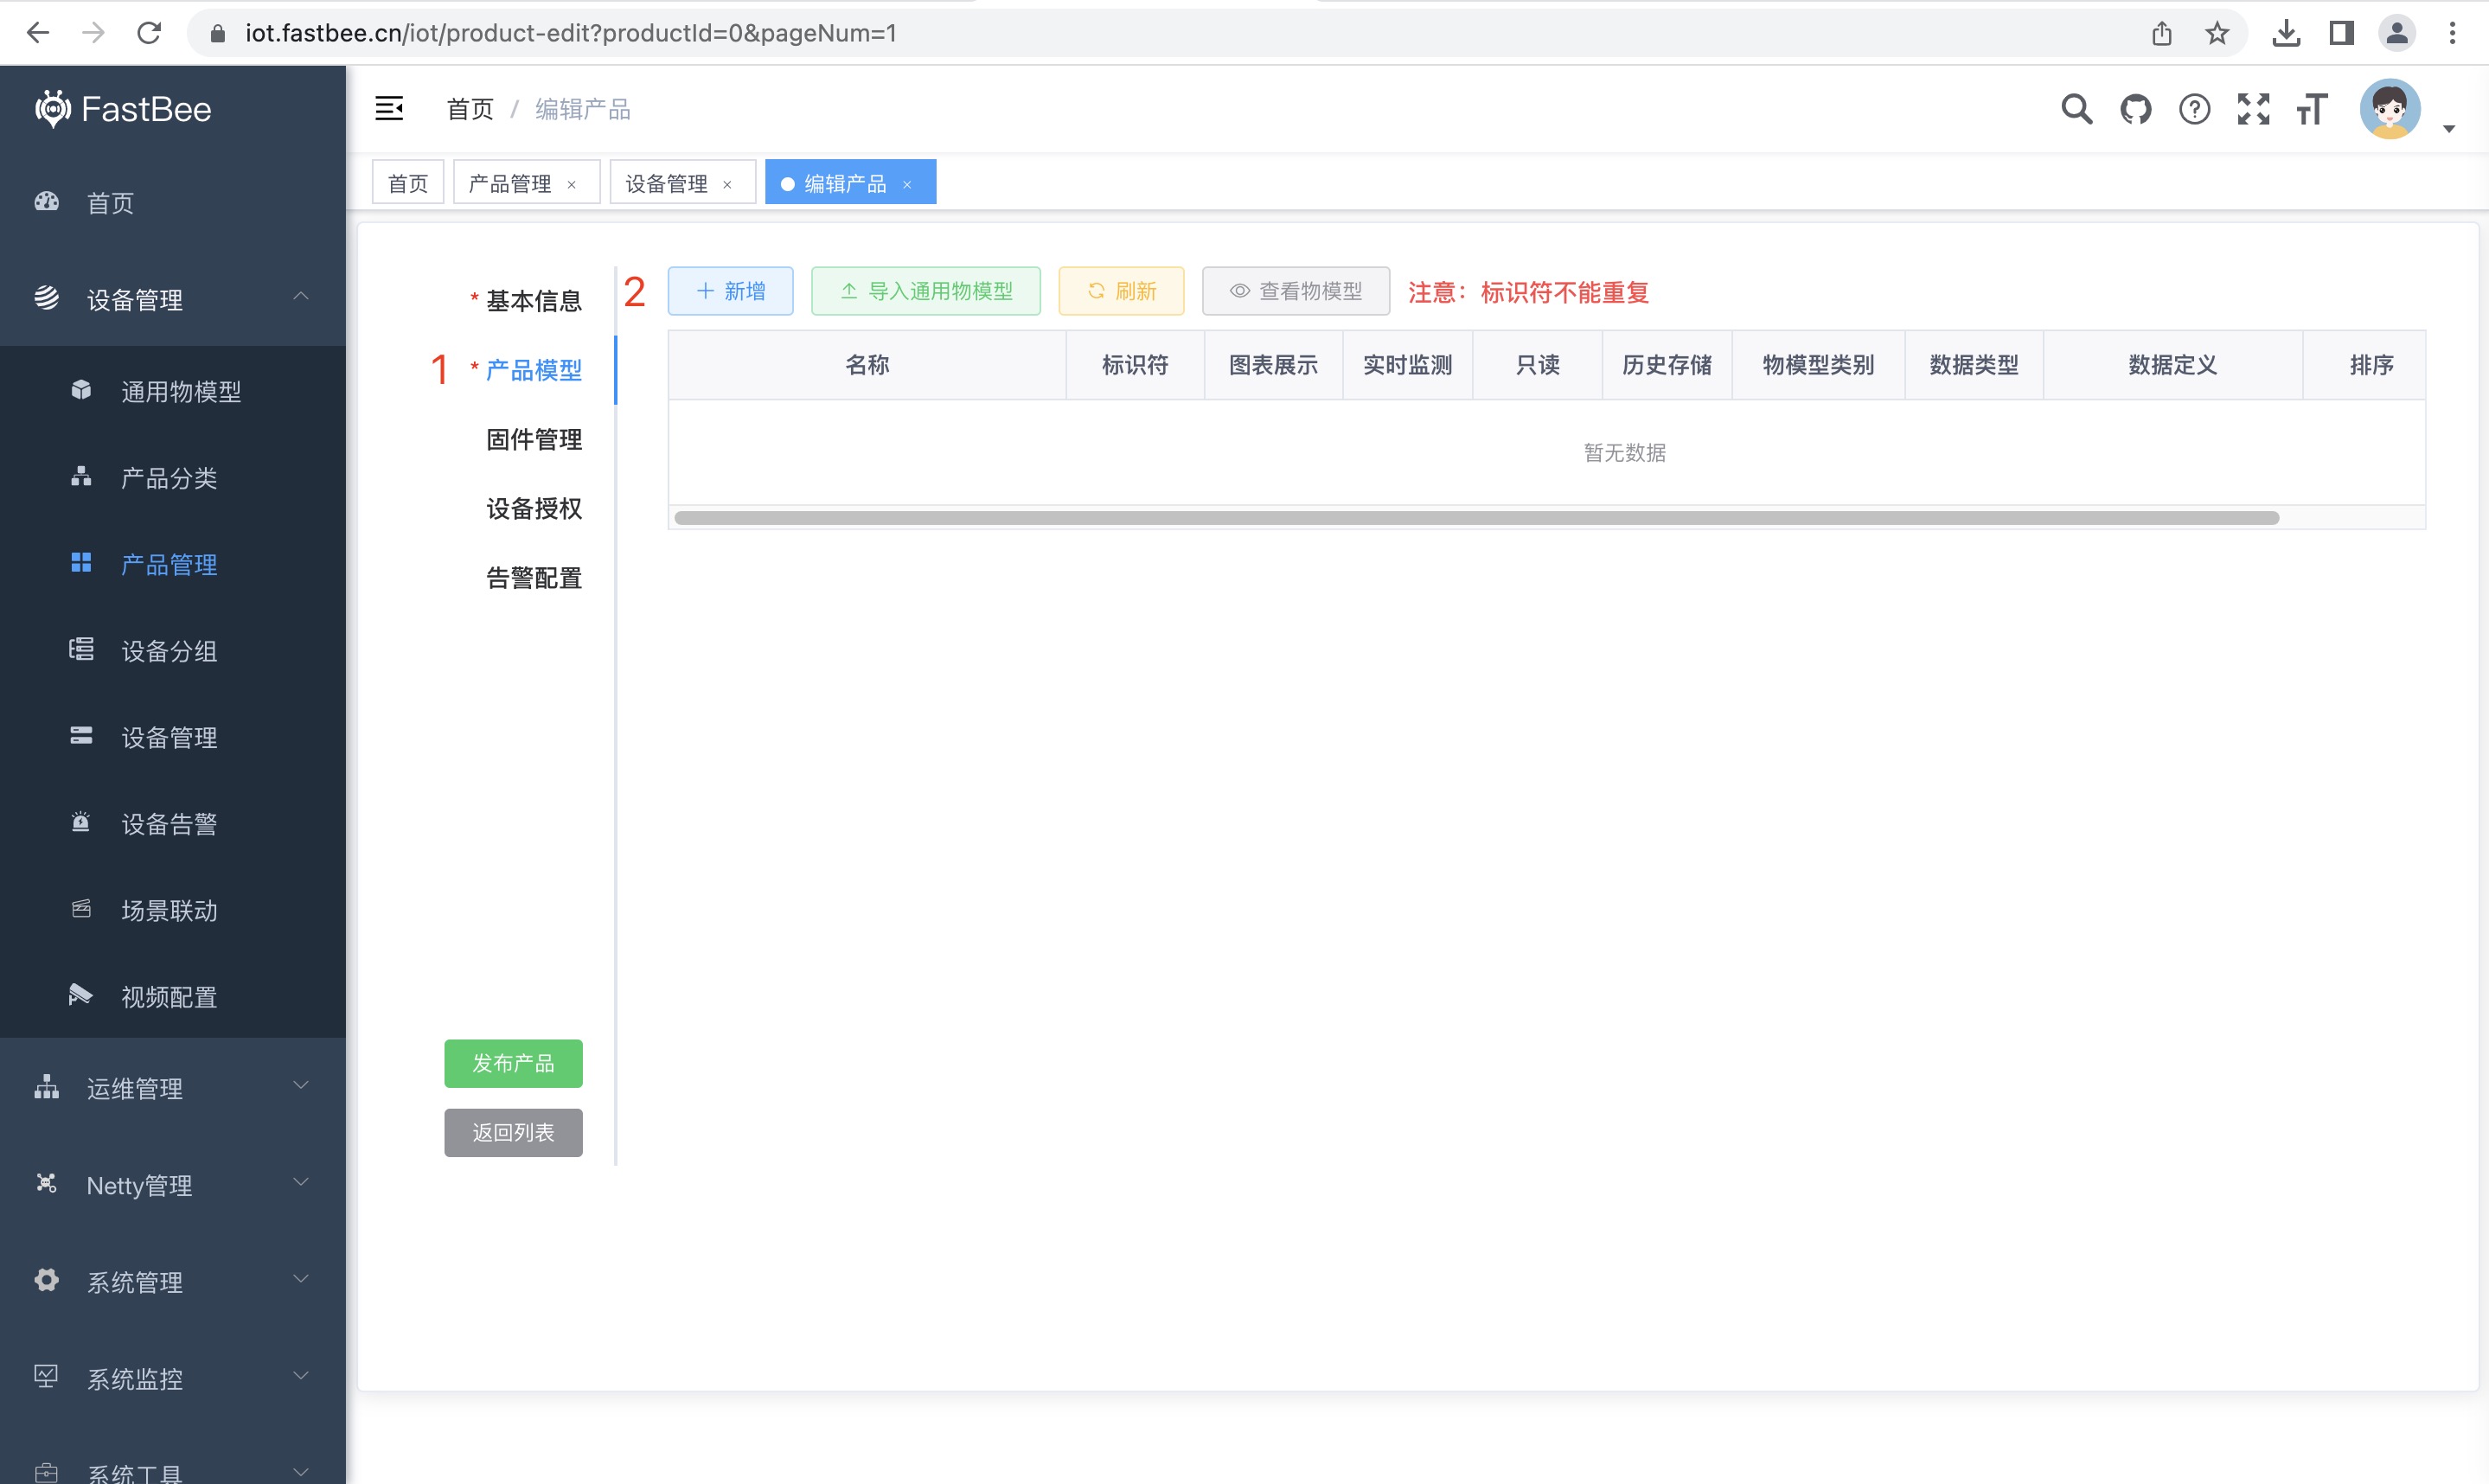 iot.fastbee.cn/iot/product-edit?productId=0&pageNum=1
FastBee
首页 / 编辑产品
首页
产品管理 ×
设备管理 ×
编辑产品 ×
首页
设备管理
通用物模型
产品分类
产品管理
设备分组
设备管理
设备告警
场景联动
视频配置
运维管理
Netty管理
系统管理
系统监控
系统工具
* 基本信息
1 * 产品模型
固件管理
设备授权
告警配置
发布产品
返回列表
2 新增 导入通用物模型 刷新 查看物模型 注意：标识符不能重复
名称 标识符 图表展示 实时监测 只读 历史存储 物模型类别 数据类型 数据定义 排序
暂无数据